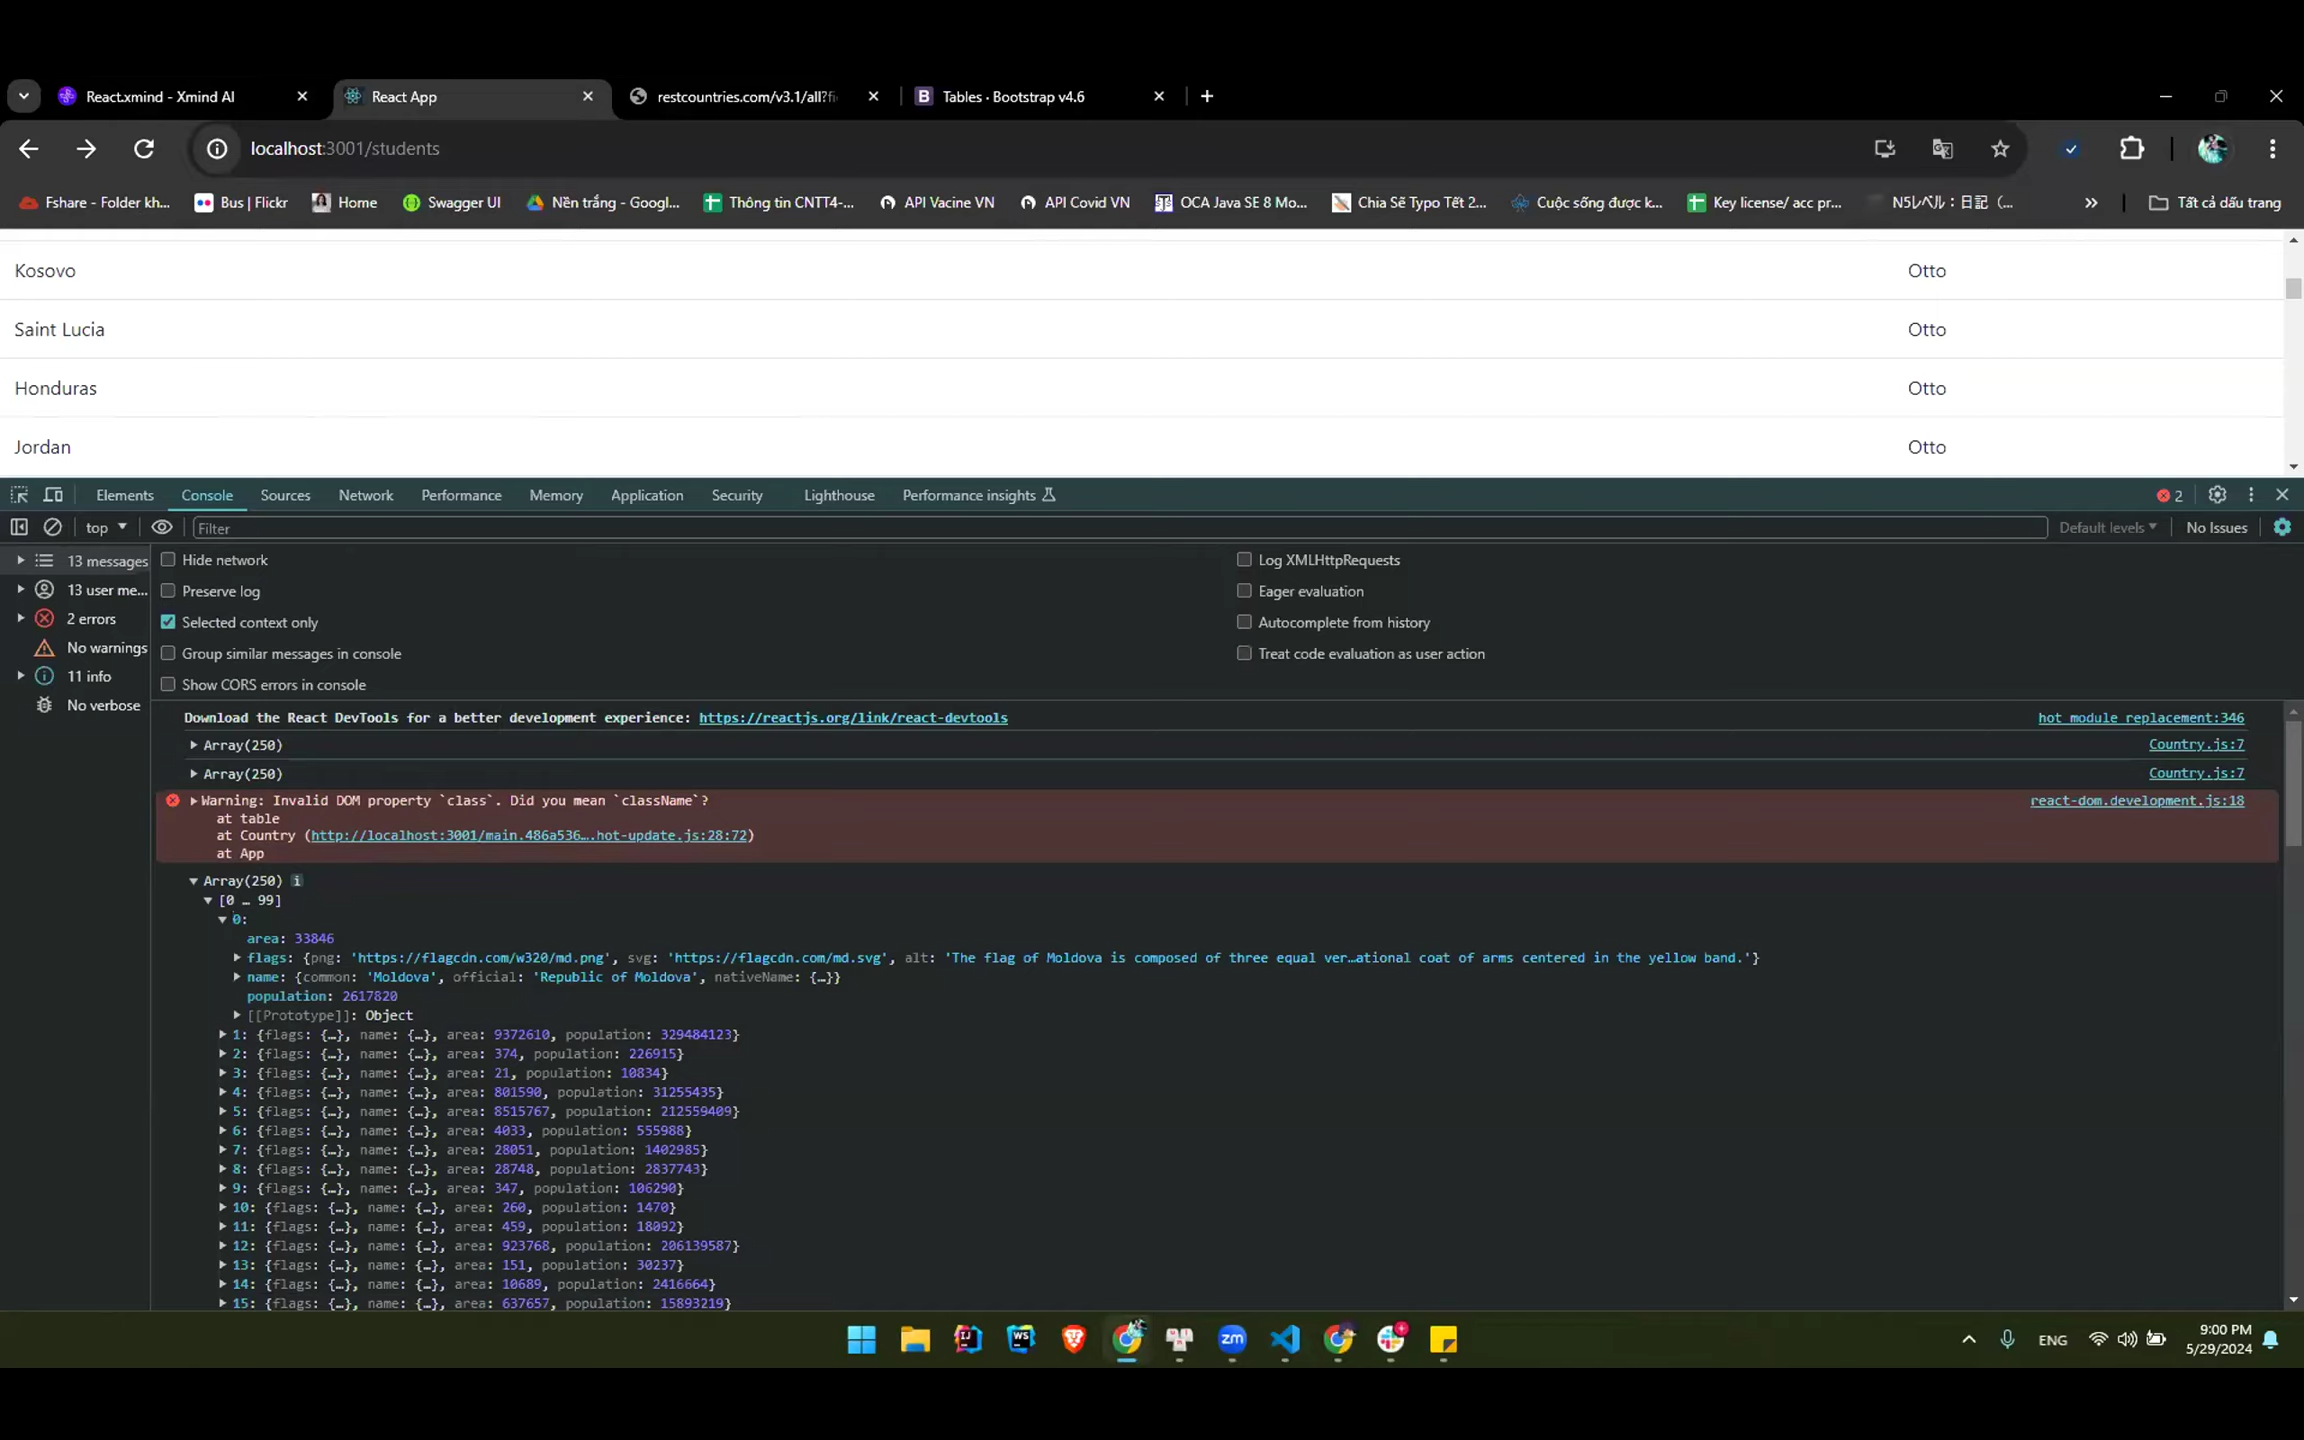 React.xmind - Xmind AI
React App
restcountries.com/v3.1/all?fi
Tables · Bootstrap v4.6
localhost:3001/students
Fshare - Folder kh...
Bus | Flickr
Home
Swagger UI
Nền trắng - Googl...
Thông tin CNTT4-...
API Vacine VN
API Covid VN
OCA Java SE 8 Mo...
Chia Sẽ Typo Tết 2...
Cuộc sống được k...
Key license/ acc pr...
N5レベル：日記（...
Tất cả dấu trang
Kosovo Otto
Saint Lucia Otto
Honduras Otto
Jordan Otto
Elements Console Sources Network Performance Memory Application Security Lighthouse Performance insights 2
top Filter Default levels No Issues
13 messages
13 user me...
2 errors
No warnings
11 info
No verbose
Hide network
Preserve log
Selected context only
Group similar messages in console
Show CORS errors in console
Log XMLHttpRequests
Eager evaluation
Autocomplete from history
Treat code evaluation as user action
Download the React DevTools for a better development experience: https://reactjs.org/link/react-devtools hot module replacement:346
Array(250) Country.js:7
Array(250) Country.js:7
Warning: Invalid DOM property `class`. Did you mean `className`? react-dom.development.js:18
at table
at Country (http://localhost:3001/main.486a536….hot-update.js:28:72)
at App
Array(250) i
[0 … 99]
0:
area: 33846
flags: {png: 'https://flagcdn.com/w320/md.png', svg: 'https://flagcdn.com/md.svg', alt: 'The flag of Moldova is composed of three equal ver…ational coat of arms centered in the yellow band.'}
name: {common: 'Moldova', official: 'Republic of Moldova', nativeName: {…}}
population: 2617820
[[Prototype]]: Object
1: {flags: {…}, name: {…}, area: 9372610, population: 329484123}
2: {flags: {…}, name: {…}, area: 374, population: 226915}
3: {flags: {…}, name: {…}, area: 21, population: 10834}
4: {flags: {…}, name: {…}, area: 801590, population: 31255435}
5: {flags: {…}, name: {…}, area: 8515767, population: 212559409}
6: {flags: {…}, name: {…}, area: 4033, population: 555988}
7: {flags: {…}, name: {…}, area: 28051, population: 1402985}
8: {flags: {…}, name: {…}, area: 28748, population: 2837743}
9: {flags: {…}, name: {…}, area: 347, population: 106290}
10: {flags: {…}, name: {…}, area: 260, population: 1470}
11: {flags: {…}, name: {…}, area: 459, population: 18092}
12: {flags: {…}, name: {…}, area: 923768, population: 206139587}
13: {flags: {…}, name: {…}, area: 151, population: 30237}
14: {flags: {…}, name: {…}, area: 10689, population: 2416664}
15: {flags: {…}, name: {…}, area: 637657, population: 15893219}
ENG
9:00 PM
5/29/2024